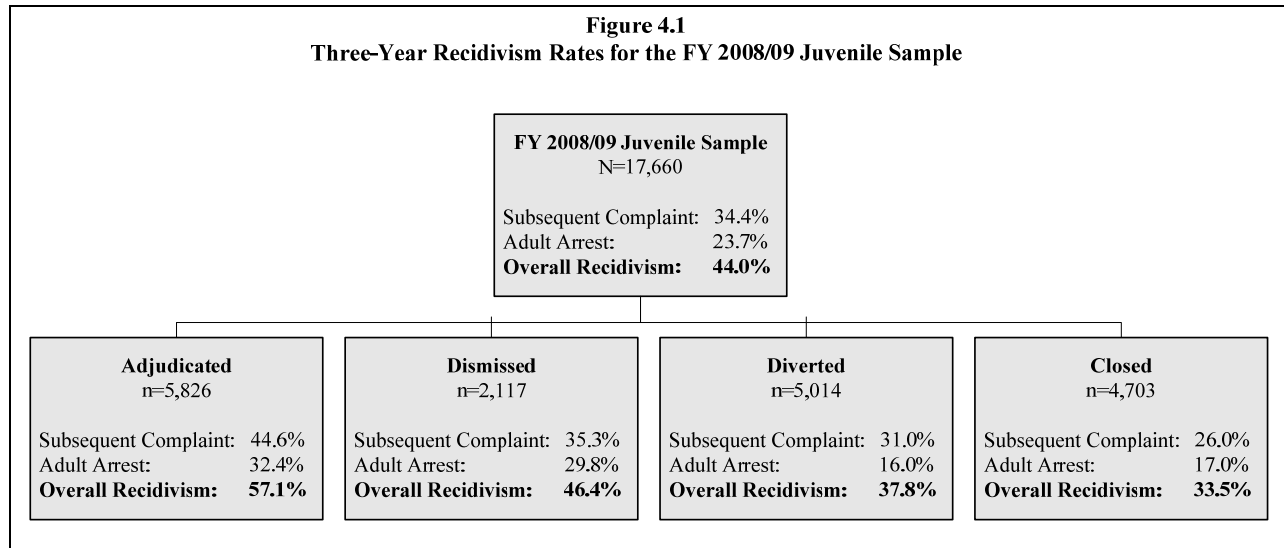 Figure 4.1
Three-Year Recidivism Rates for the FY 2008/09 Juvenile Sample
FY 2008/09 Juvenile Sample
N=17,660
Subsequent Complaint: 34.4%
Adult Arrest: 23.7%
Overall Recidivism: 44.0%
Adjudicated
n=5,826
Subsequent Complaint: 44.6%
Adult Arrest: 32.4%
Overall Recidivism: 57.1%
Dismissed
n=2,117
Subsequent Complaint: 35.3%
Adult Arrest: 29.8%
Overall Recidivism: 46.4%
Diverted
n=5,014
Subsequent Complaint: 31.0%
Adult Arrest: 16.0%
Overall Recidivism: 37.8%
Closed
n=4,703
Subsequent Complaint: 26.0%
Adult Arrest: 17.0%
Overall Recidivism: 33.5%